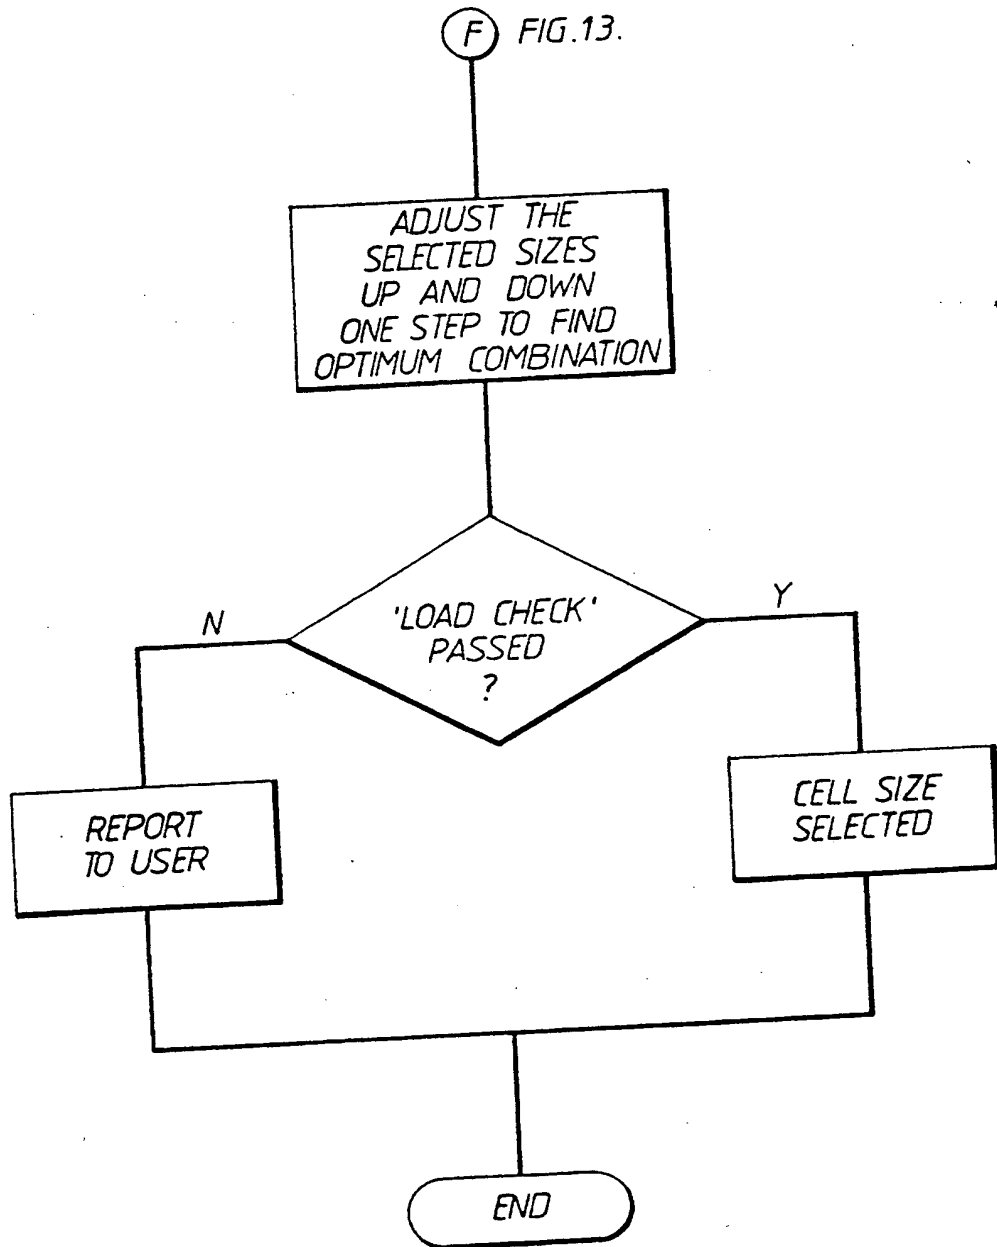 F FIG.13.
ADJUST THE
SELECTED SIZES
UP AND DOWN
ONE STEP TO FIND
OPTIMUM COMBINATION
'LOAD CHECK'
PASSED
?
N
Y
REPORT
TO USER
CELL SIZE
SELECTED
END